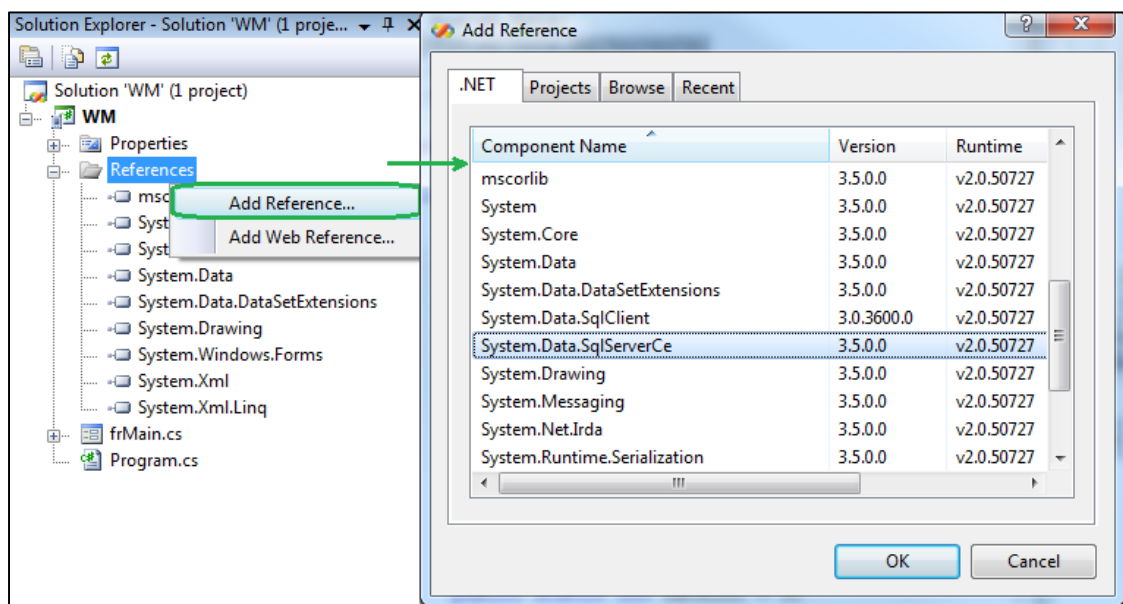 Solution Explorer - Solution 'WM' (1 proje...
Solution 'WM' (1 project)
WM
Properties
References
msc
Syst
Syst
System.Data
System.Data.DataSetExtensions
System.Drawing
System.Windows.Forms
System.Xml
System.Xml.Linq
frMain.cs
Program.cs
Add Reference...
Add Web Reference...
Add Reference
.NET Projects Browse Recent
Component Name Version Runtime
mscorlib 3.5.0.0 v2.0.50727
System 3.5.0.0 v2.0.50727
System.Core 3.5.0.0 v2.0.50727
System.Data 3.5.0.0 v2.0.50727
System.Data.DataSetExtensions 3.5.0.0 v2.0.50727
System.Data.SqlClient 3.0.3600.0 v2.0.50727
System.Data.SqlServerCe 3.5.0.0 v2.0.50727
System.Drawing 3.5.0.0 v2.0.50727
System.Messaging 3.5.0.0 v2.0.50727
System.Net.Irda 3.5.0.0 v2.0.50727
System.Runtime.Serialization 3.5.0.0 v2.0.50727
OK Cancel